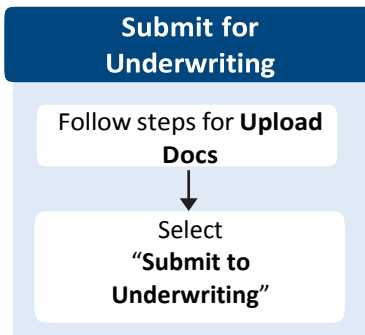 Submit for
Underwriting
Follow steps for Upload
Docs
Select
“Submit to
Underwriting”